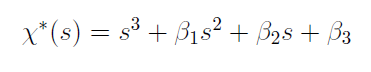 χ*(s) = s³ + β₁s² + β₂s + β₃